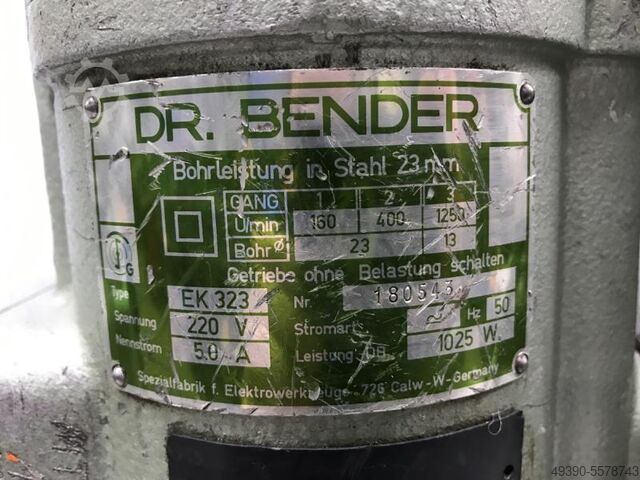 DR. BENDER
Bohrleistung in Stahl 23 mm
GANG 1 2 3
U/min 160 400 1250
Bohr ø 23 13
Getriebe ohne Belastung schalten
Type EK 323 Nr. 180543
Spannung 220 V Stromart Hz 50
Nennstrom 5.0 A Leistung 1025 W
Spezialfabrik f. Elektrowerkzeuge · 726 Calw-W-Germany
G
49390-5578743